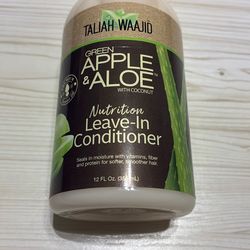 TALIAH WAAJID
GREEN
APPLE
& ALOE™
WITH COCONUT
Nutrition
Leave-In
Conditioner
Seals in moisture with vitamins, fiber
and protein for softer, smoother hair.
12 FL Oz.